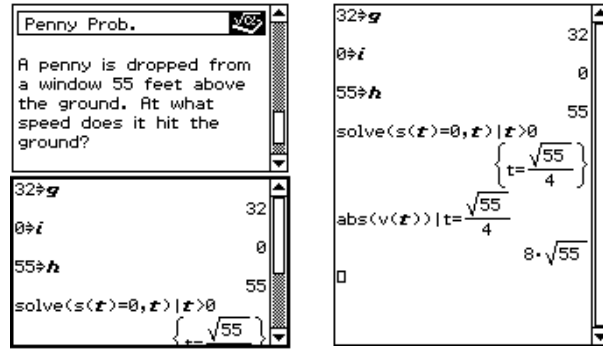 Penny Prob.
A penny is dropped from
a window 55 feet above
the ground. At what
speed does it hit the
ground?
32⇒g
32
0⇒i
0
55⇒h
55
solve(s(t)=0,t)|t>0
{t=√55
32⇒g
32
0⇒i
0
55⇒h
55
solve(s(t)=0,t)|t>0
{t=√55/4}
abs(v(t))|t=√55/4
8·√55